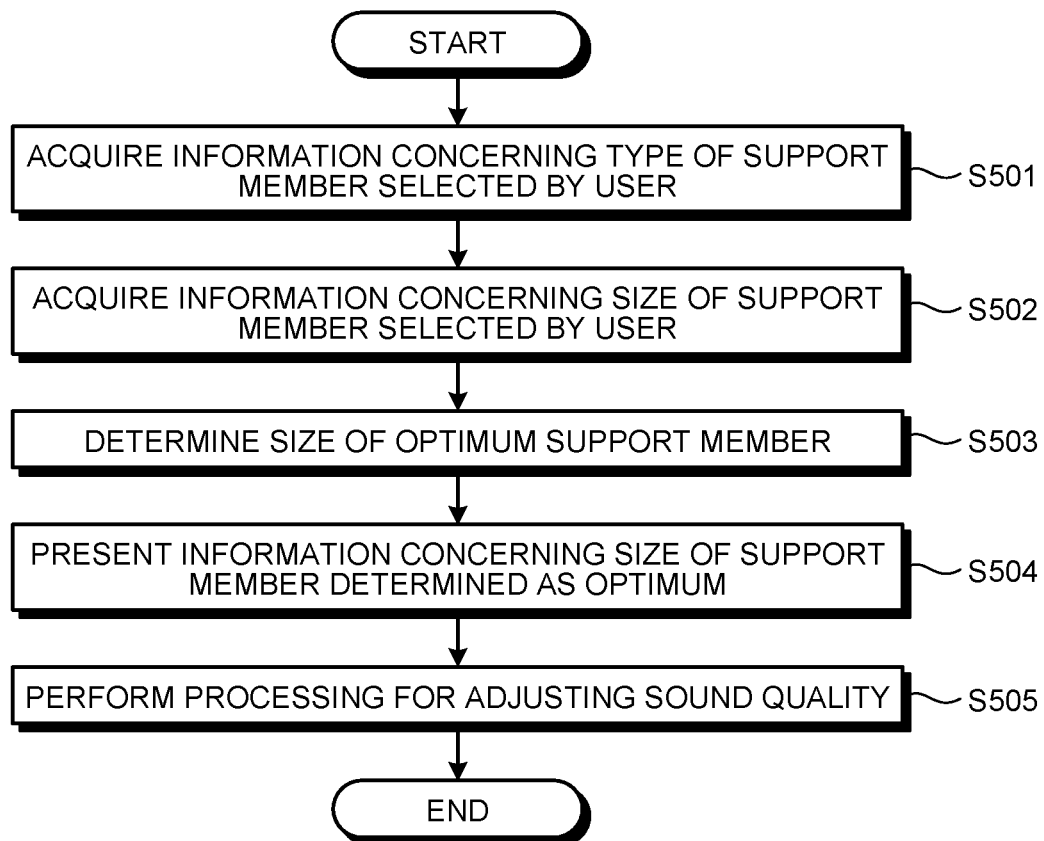 START
ACQUIRE INFORMATION CONCERNING TYPE OF SUPPORT
MEMBER SELECTED BY USER
S501
ACQUIRE INFORMATION CONCERNING SIZE OF SUPPORT
MEMBER SELECTED BY USER
S502
DETERMINE SIZE OF OPTIMUM SUPPORT MEMBER
S503
PRESENT INFORMATION CONCERNING SIZE OF SUPPORT
MEMBER DETERMINED AS OPTIMUM
S504
PERFORM PROCESSING FOR ADJUSTING SOUND QUALITY
S505
END